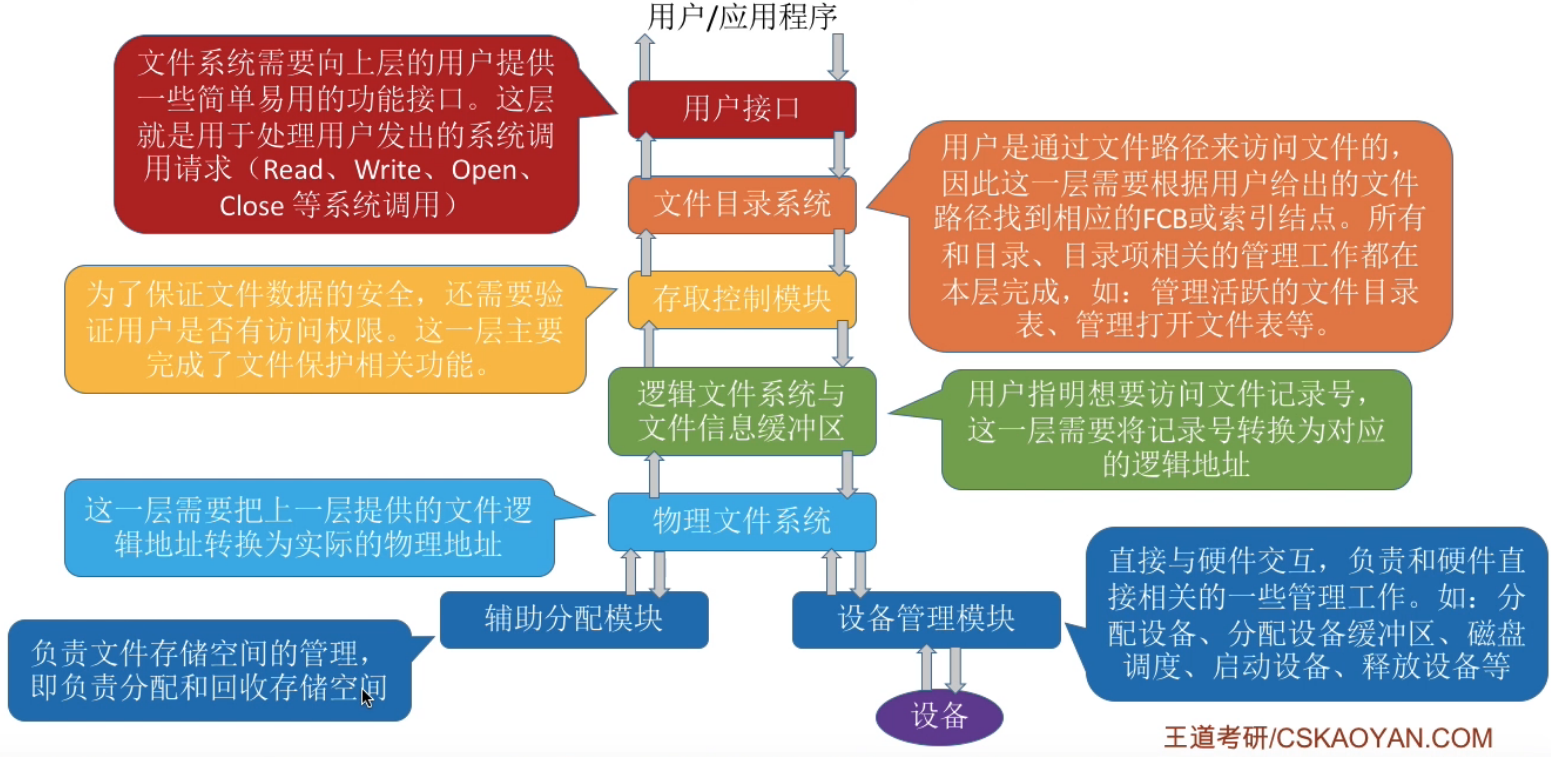 用户/应用程序
文件系统需要向上层的用户提供
一些简单易用的功能接口。这层
就是用于处理用户发出的系统调
用请求（Read、Write、Open、
Close 等系统调用）
用户接口
用户是通过文件路径来访问文件的，
因此这一层需要根据用户给出的文件
路径找到相应的FCB或索引结点。所有
和目录、目录项相关的管理工作都在
本层完成，如：管理活跃的文件目录
表、管理打开文件表等。
文件目录系统
为了保证文件数据的安全，还需要验
证用户是否有访问权限。这一层主要
完成了文件保护相关功能。
存取控制模块
逻辑文件系统与
文件信息缓冲区
用户指明想要访问文件记录号，
这一层需要将记录号转换为对应
的逻辑地址
这一层需要把上一层提供的文件逻
辑地址转换为实际的物理地址
物理文件系统
辅助分配模块
设备管理模块
直接与硬件交互，负责和硬件直
接相关的一些管理工作。如：分
配设备、分配设备缓冲区、磁盘
调度、启动设备、释放设备等
负责文件存储空间的管理，
即负责分配和回收存储空间
设备
王道考研/CSKAOYAN.COM